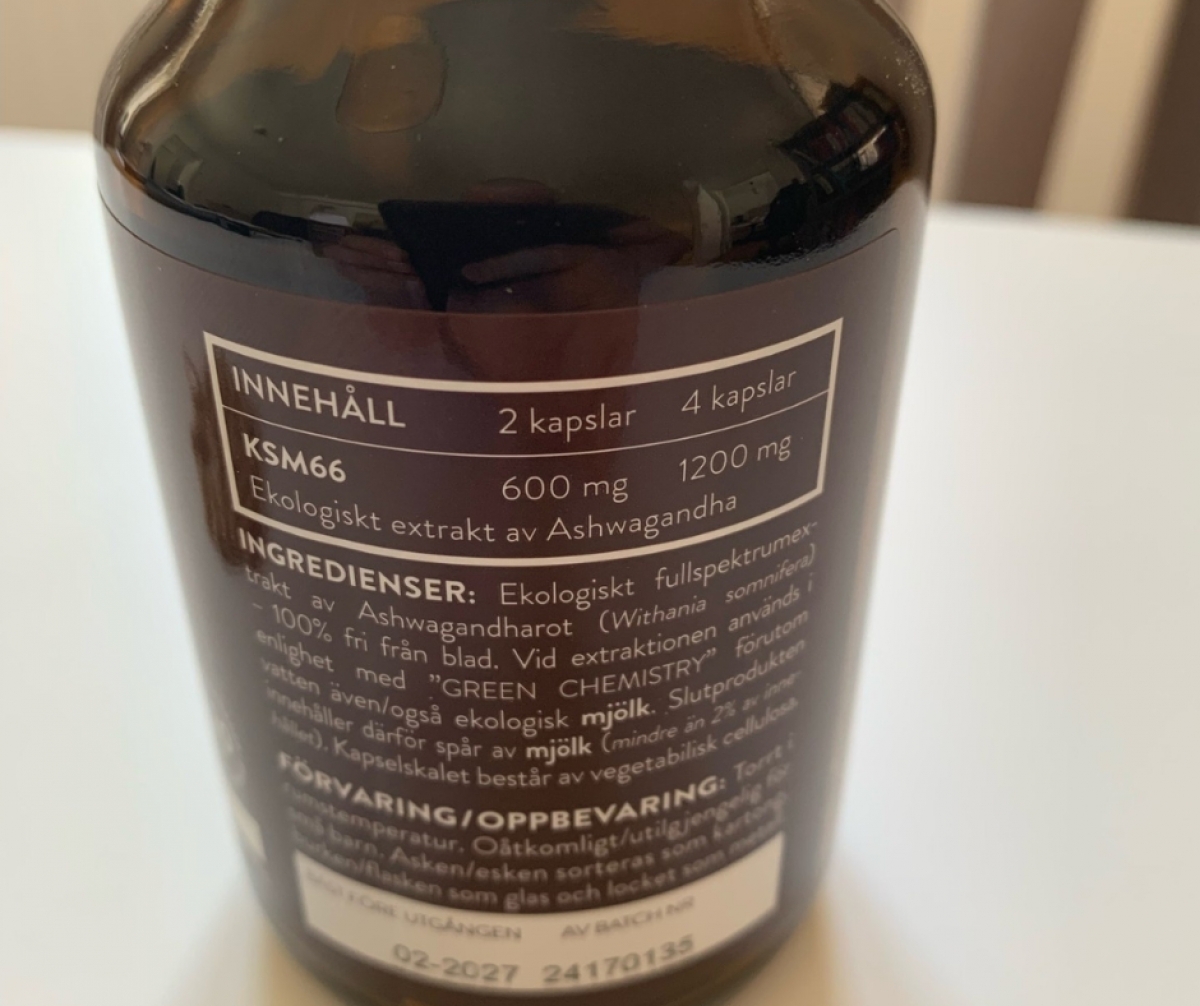 INNEHÅLL 2 kapslar 4 kapslar
KSM66 600 mg 1200 mg
Ekologiskt extrakt av Ashwagandha
INGREDIENSER: Ekologiskt fullspektrumex-
trakt av Ashwagandharot (Withania somnifera)
- 100% fri från blad. Vid extraktionen används i
enlighet med "GREEN CHEMISTRY" förutom
vatten även/også ekologisk mjölk. Slutprodukten
innehåller därför spår av mjölk (mindre än 2% av inne-
hållet). Kapselskalet består av vegetabilisk cellulosa.
FÖRVARING/OPPBEVARING: Torrt i
rumstemperatur. Oåtkomligt/utilgjengelig för
små barn. Asken/esken sorteras som kartong,
burken/flasken som glas och locket som metall.
FÖRE UTGÅNGEN AV BATCH NR
02-2027 24170135